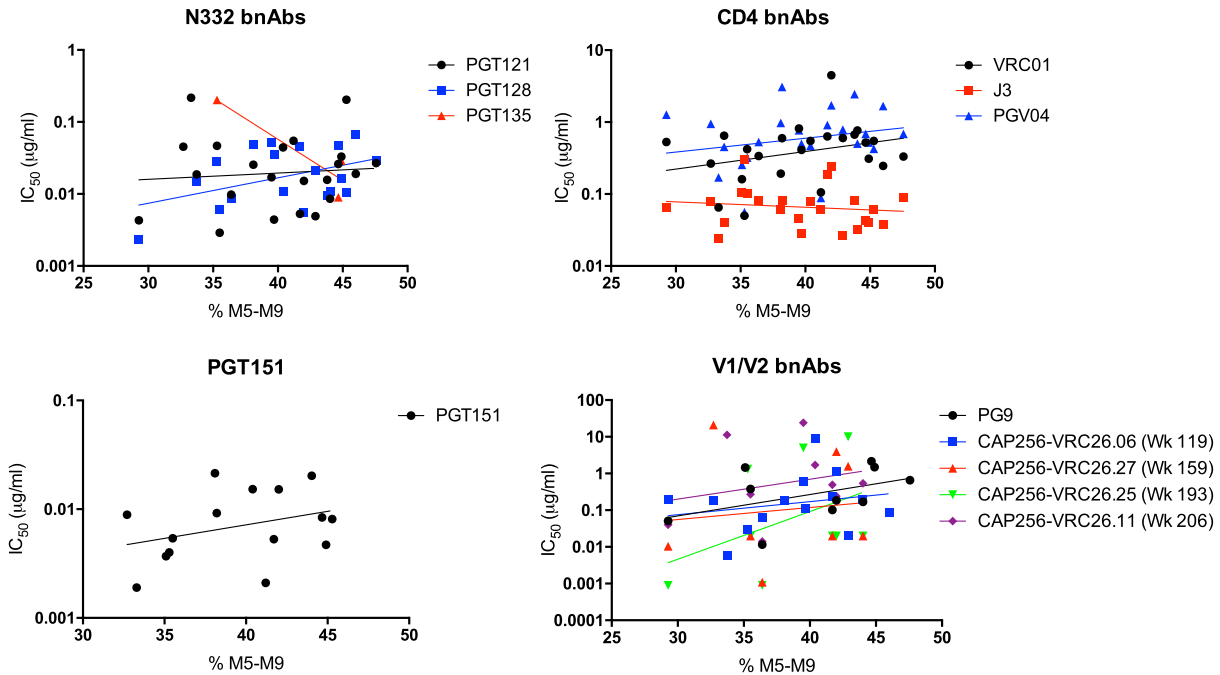 N332 bnAbs
IC50 (µg/ml)
1
0.1
0.01
0.001
25 30 35 40 45 50
% M5-M9
PGT121
PGT128
PGT135
CD4 bnAbs
IC50 (µg/ml)
10
1
0.1
0.01
25 30 35 40 45 50
% M5-M9
VRC01
J3
PGV04
PGT151
IC50 (µg/ml)
0.1
0.01
0.001
30 35 40 45 50
% M5-M9
PGT151
V1/V2 bnAbs
IC50 (µg/ml)
100
10
1
0.1
0.01
0.001
0.0001
25 30 35 40 45 50
% M5-M9
PG9
CAP256-VRC26.06 (Wk 119)
CAP256-VRC26.27 (Wk 159)
CAP256-VRC26.25 (Wk 193)
CAP256-VRC26.11 (Wk 206)